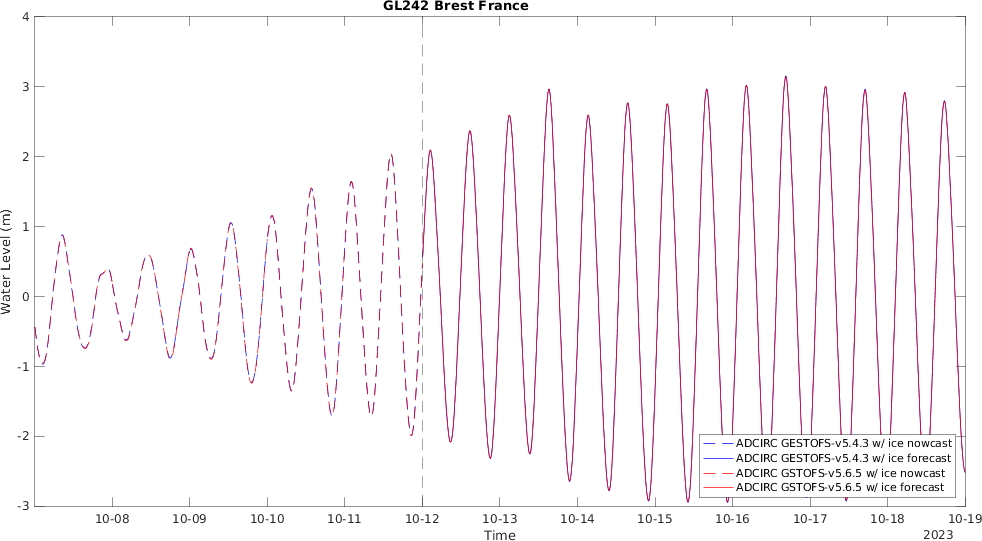 GL242 Brest France
4
3
2
1
0
-1
-2
-3
Water Level (m)
ADCIRC GESTOFS-v5.4.3 w/ ice nowcast
ADCIRC GESTOFS-v5.4.3 w/ ice forecast
ADCIRC GSTOFS-v5.6.5 w/ ice nowcast
ADCIRC GSTOFS-v5.6.5 w/ ice forecast
10-08 10-09 10-10 10-11 10-12 10-13 10-14 10-15 10-16 10-17 10-18 10-19
Time
2023